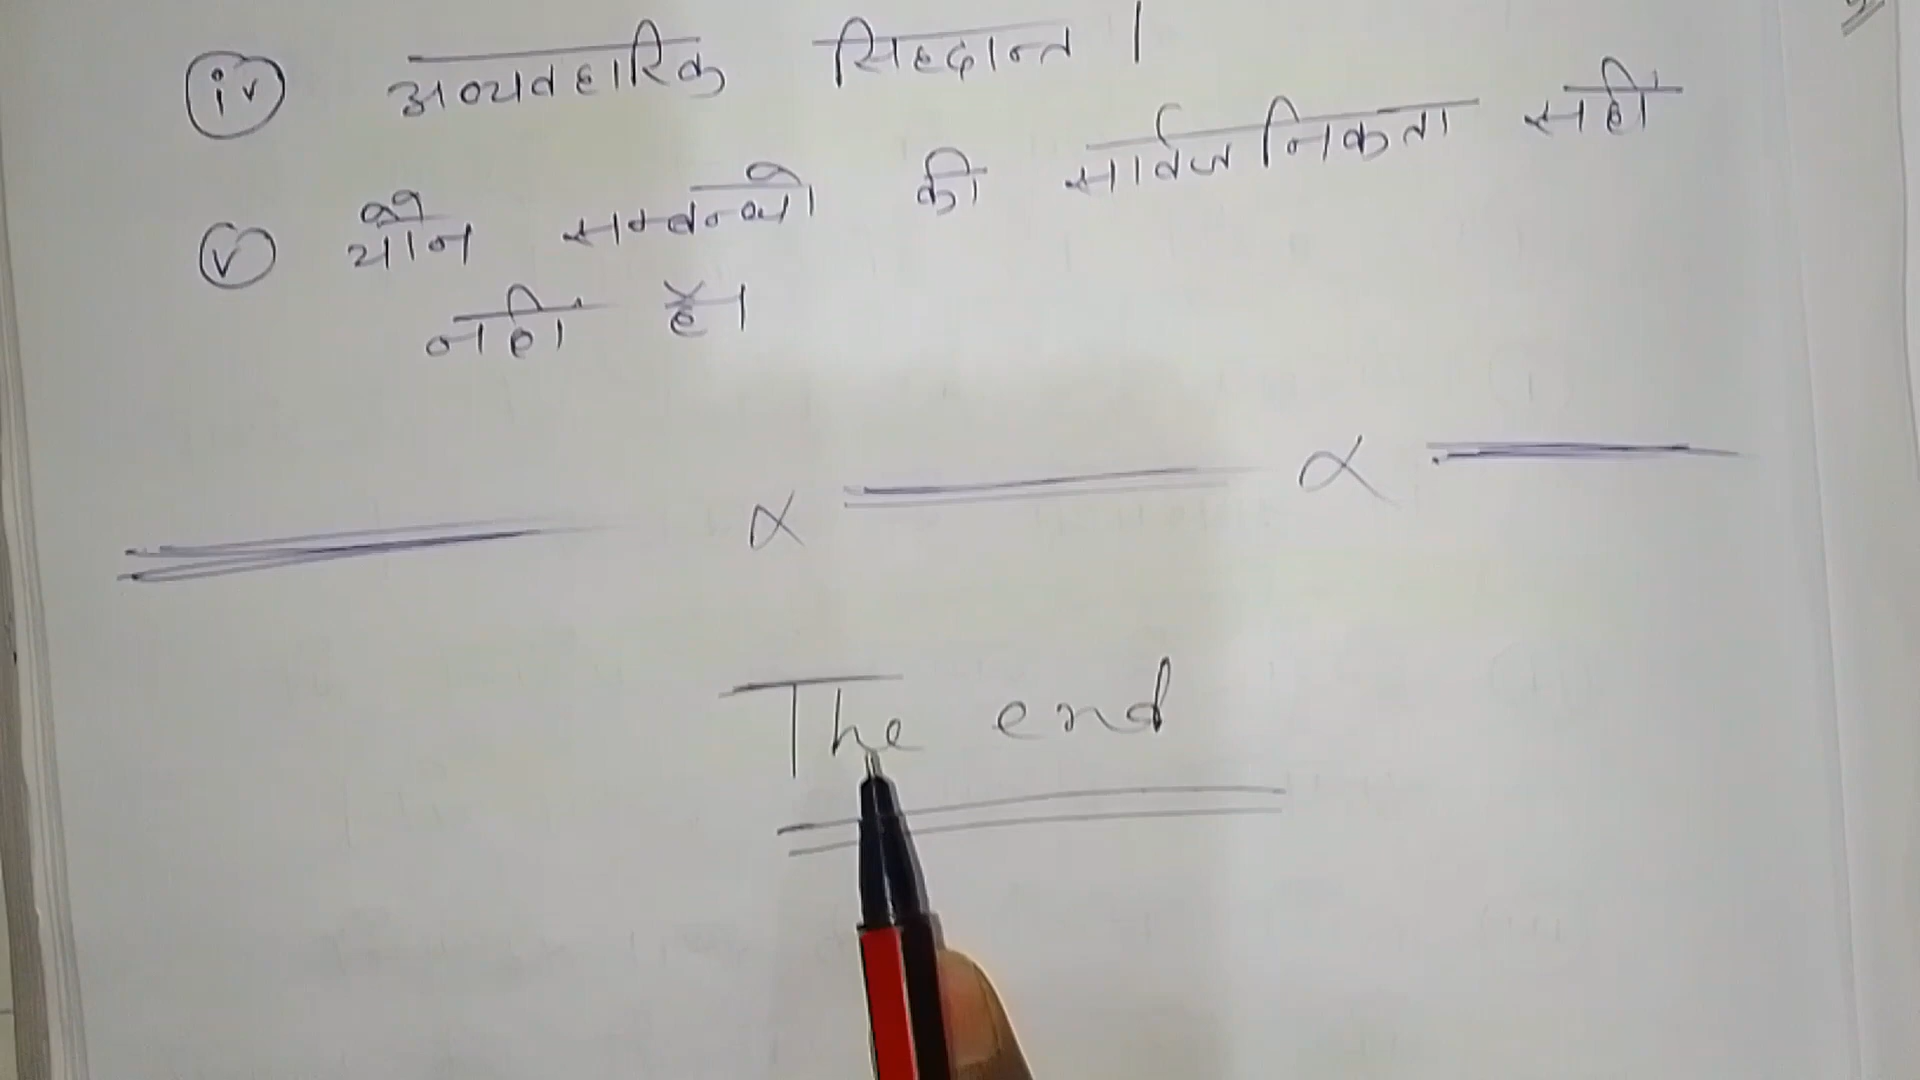 iv अव्यवहारिक सिद्धान्त ।
v यौन सम्बन्धो की सार्वजनिकता सही
नही है।
The end